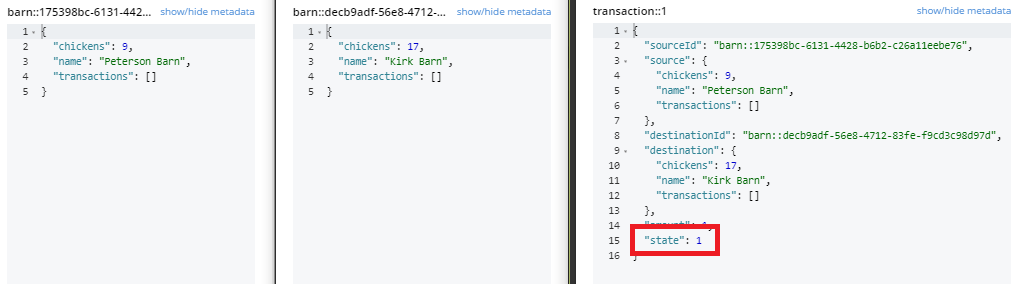 barn::175398bc-6131-442... show/hide metadata
1 {
2 "chickens": 9,
3 "name": "Peterson Barn",
4 "transactions": []
5 }
barn::decb9adf-56e8-4712-... show/hide metadata
1 {
2 "chickens": 17,
3 "name": "Kirk Barn",
4 "transactions": []
5 }
transaction::1 show/hide metadata
1 {
2 "sourceId": "barn::175398bc-6131-4428-b6b2-c26a11eebe76",
3 "source": {
4 "chickens": 9,
5 "name": "Peterson Barn",
6 "transactions": []
7 },
8 "destinationId": "barn::decb9adf-56e8-4712-83fe-f9cd3c98d97d",
9 "destination": {
10 "chickens": 17,
11 "name": "Kirk Barn",
12 "transactions": []
13 },
14 "amount": 1,
15 "state": 1
16 }